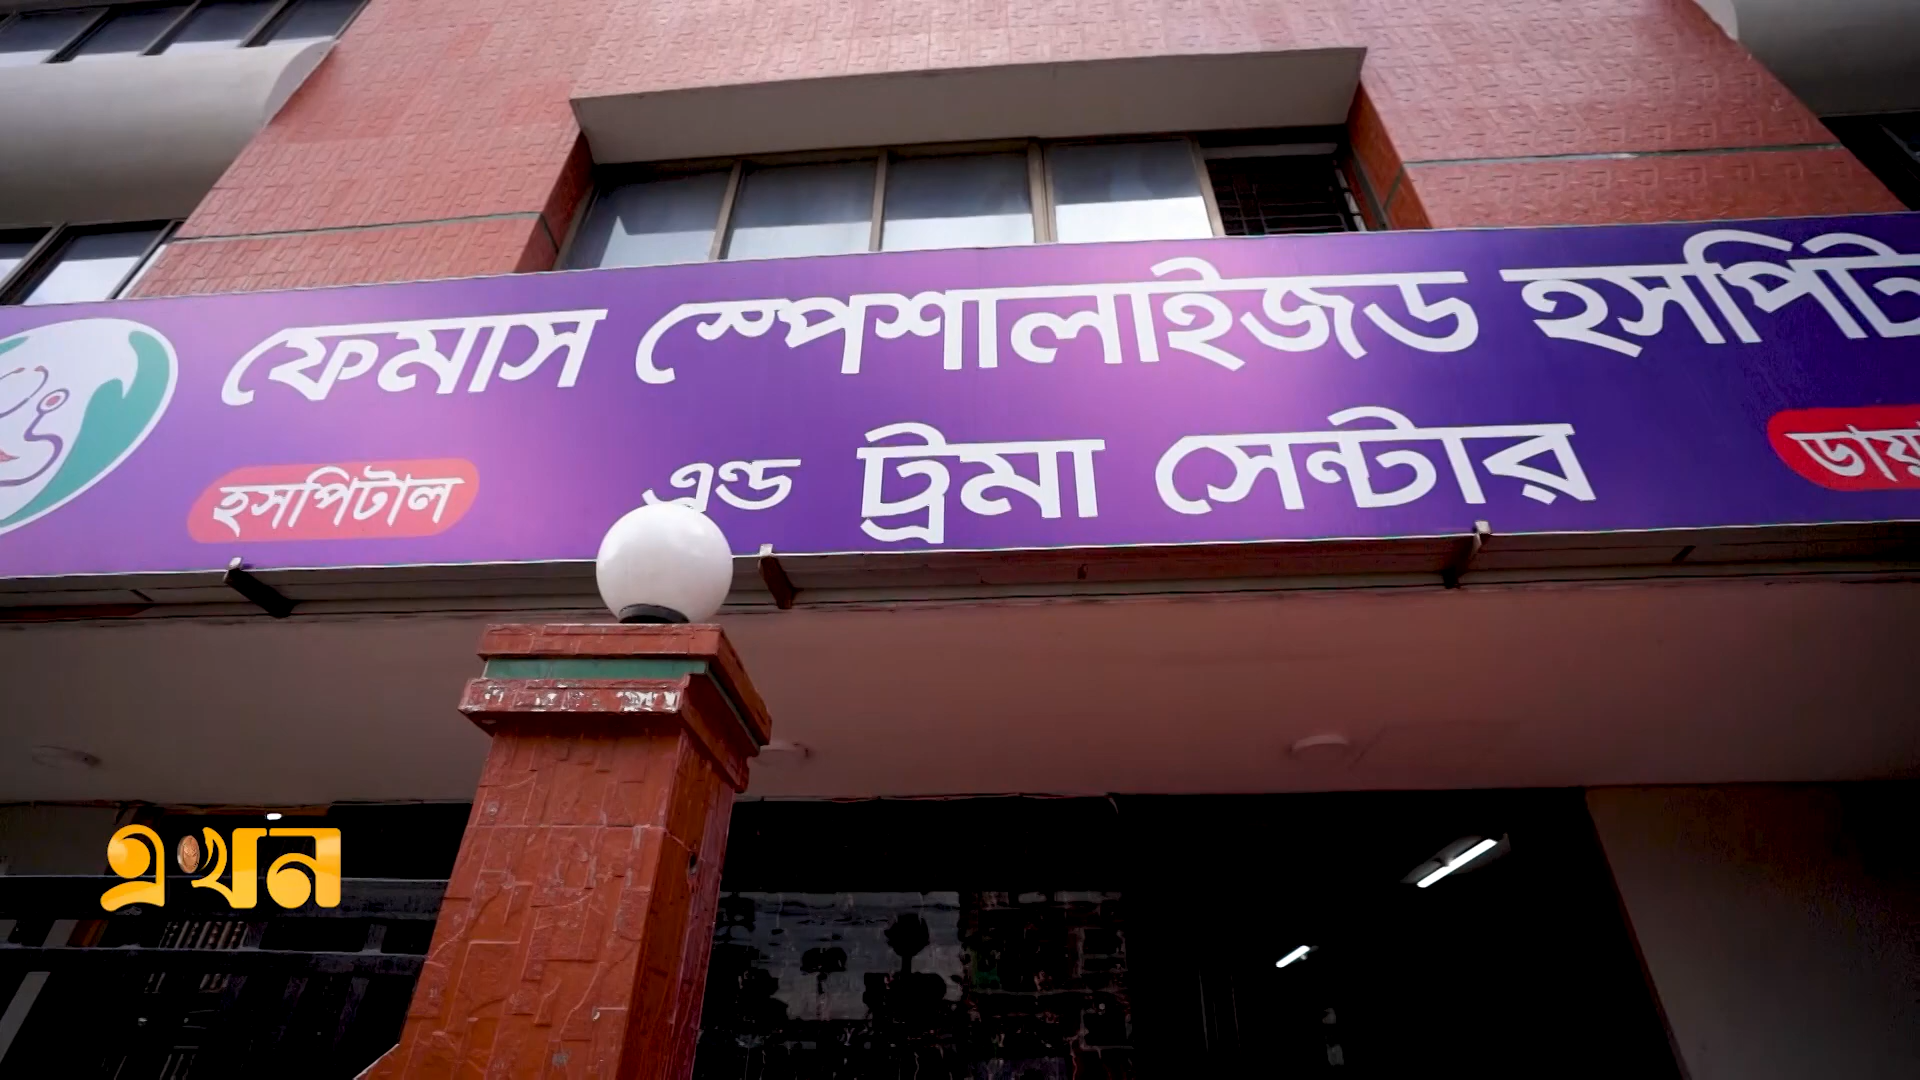 ফেমাস স্পেশালাইজড হসপিটা
এন্ড ট্রমা সেন্টার
হসপিটাল
ডায়
এখন